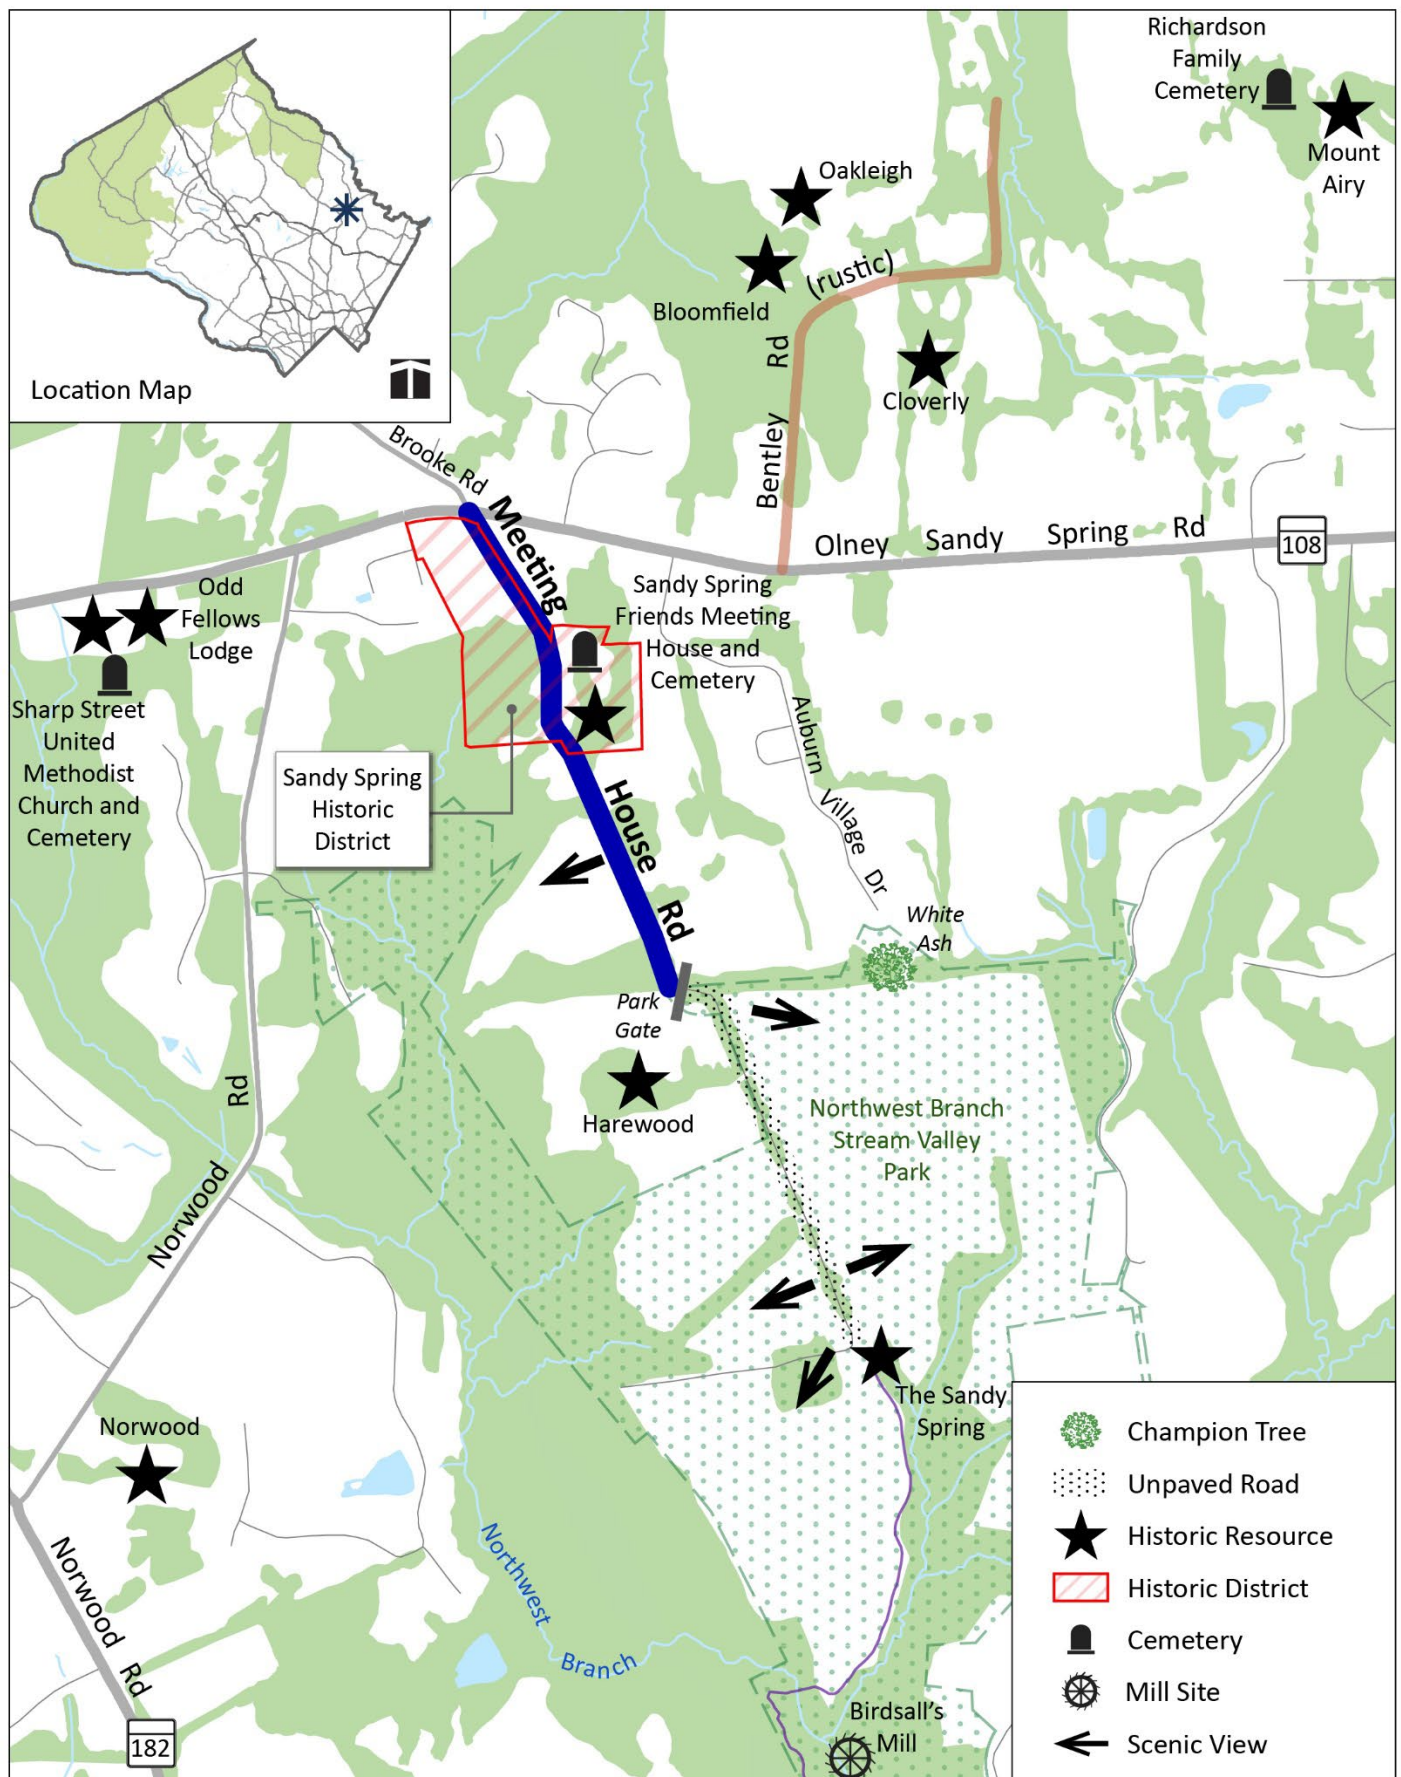 Location Map
Richardson
Family
Cemetery
Mount
Airy
Oakleigh
Bloomfield
(rustic)
Bentley Rd
Cloverly
Brooke Rd
Olney Sandy Spring Rd
108
Meeting House Rd
Odd
Fellows
Lodge
Sandy Spring
Friends Meeting
House and
Cemetery
Sharp Street
United
Methodist
Church and
Cemetery
Sandy Spring
Historic
District
Auburn Village Dr
White
Ash
Park
Gate
Harewood
Northwest Branch
Stream Valley
Park
Norwood Rd
The Sandy
Spring
Norwood
Norwood Rd
182
Northwest Branch
Birdsall's
Mill
Champion Tree
Unpaved Road
Historic Resource
Historic District
Cemetery
Mill Site
Scenic View